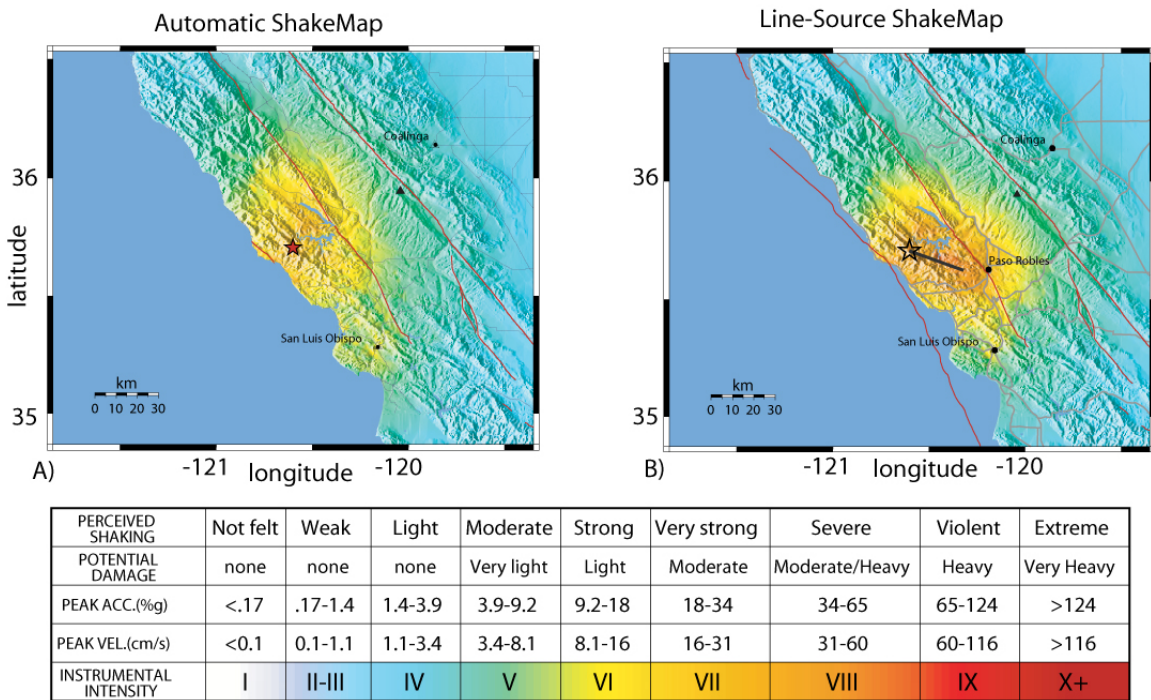 Automatic ShakeMap
Line-Source ShakeMap
Coalinga
San Luis Obispo
km
0 10 20 30
36
35
latitude
-121
-120
longitude
A)
Coalinga
Paso Robles
San Luis Obispo
km
0 10 20 30
36
35
-121
-120
longitude
B)
PERCEIVED SHAKING Not felt Weak Light Moderate Strong Very strong Severe Violent Extreme
POTENTIAL DAMAGE none none none Very light Light Moderate Moderate/Heavy Heavy Very Heavy
PEAK ACC.(%g) <.17 .17-1.4 1.4-3.9 3.9-9.2 9.2-18 18-34 34-65 65-124 >124
PEAK VEL.(cm/s) <0.1 0.1-1.1 1.1-3.4 3.4-8.1 8.1-16 16-31 31-60 60-116 >116
INSTRUMENTAL INTENSITY I II-III IV V VI VII VIII IX X+